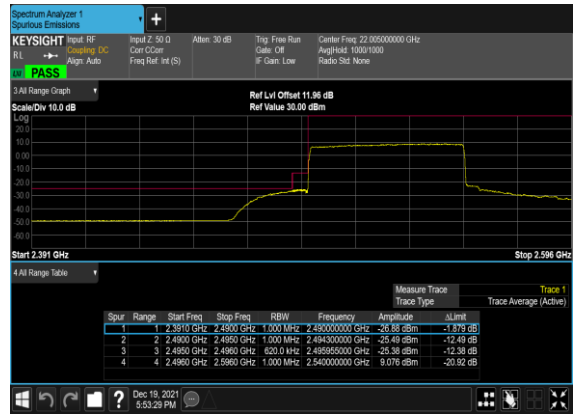 Spectrum Analyzer 1
Spurious Emissions
+
KEYSIGHT Input: RF Input Z: 50 Ω Atten: 30 dB Trig: Free Run Center Freq: 22.005000000 GHz
RL Coupling: DC Corr CCorr Gate: Off Avg|Hold: 1000/1000
Align: Auto Freq Ref: Int (S) IF Gain: Low Radio Std: None
PASS
3 All Range Graph
Ref Lvl Offset 11.96 dB
Scale/Div 10.0 dB Ref Value 30.00 dBm
Log
20.0
10.0
0.00
-10.0
-20.0
-30.0
-40.0
-50.0
-60.0
Start 2.391 GHz Stop 2.596 GHz
4 All Range Table
Measure Trace Trace 1
Trace Type Trace Average (Active)
Spur Range Start Freq Stop Freq RBW Frequency Amplitude ΔLimit
1 1 2.3910 GHz 2.4900 GHz 1.000 MHz 2.490000000 GHz -26.88 dBm -1.879 dB
2 2 2.4900 GHz 2.4950 GHz 1.000 MHz 2.494300000 GHz -25.49 dBm -12.49 dB
3 3 2.4950 GHz 2.4960 GHz 620.0 kHz 2.495955000 GHz -25.38 dBm -12.38 dB
4 4 2.4960 GHz 2.5960 GHz 1.000 MHz 2.540000000 GHz 9.076 dBm -20.92 dB
? Dec 19, 2021
5:53:29 PM